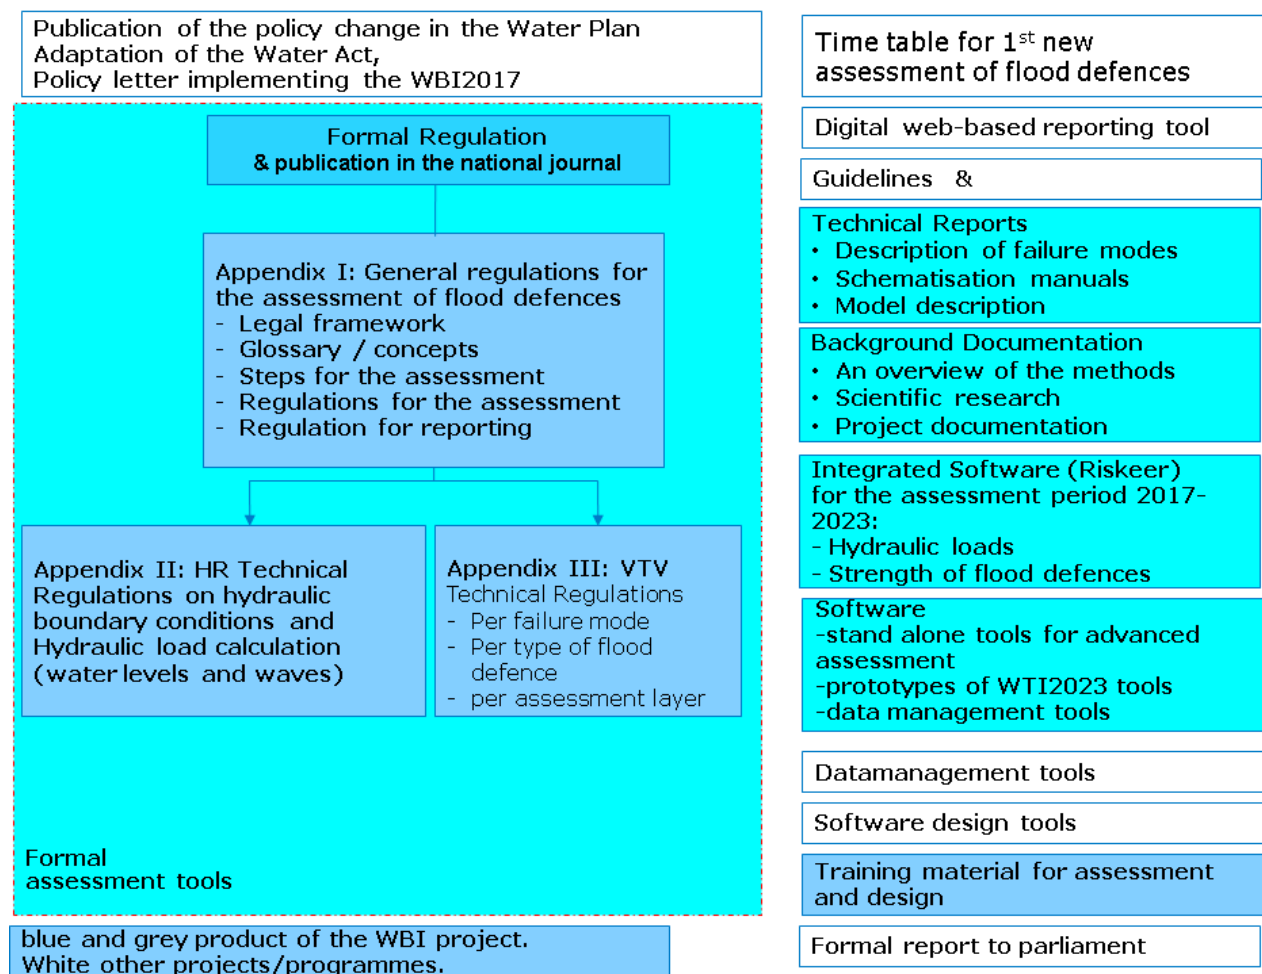 Publication of the policy change in the Water Plan
Adaptation of the Water Act,
Policy letter implementing the WBI2017
Formal Regulation
& publication in the national journal
Appendix I: General regulations for
the assessment of flood defences
- Legal framework
- Glossary / concepts
- Steps for the assessment
- Regulations for the assessment
- Regulation for reporting
Appendix II: HR Technical
Regulations on hydraulic
boundary conditions and
Hydraulic load calculation
(water levels and waves)
Appendix III: VTV
Technical Regulations
- Per failure mode
- Per type of flood
defence
- per assessment layer
Formal
assessment tools
blue and grey product of the WBI project.
White other projects/programmes.
Time table for 1st new
assessment of flood defences
Digital web-based reporting tool
Guidelines &
Technical Reports
• Description of failure modes
• Schematisation manuals
• Model description
Background Documentation
• An overview of the methods
• Scientific research
• Project documentation
Integrated Software (Riskeer)
for the assessment period 2017-
2023:
- Hydraulic loads
- Strength of flood defences
Software
-stand alone tools for advanced
assessment
-prototypes of WTI2023 tools
-data management tools
Datamanagement tools
Software design tools
Training material for assessment
and design
Formal report to parliament